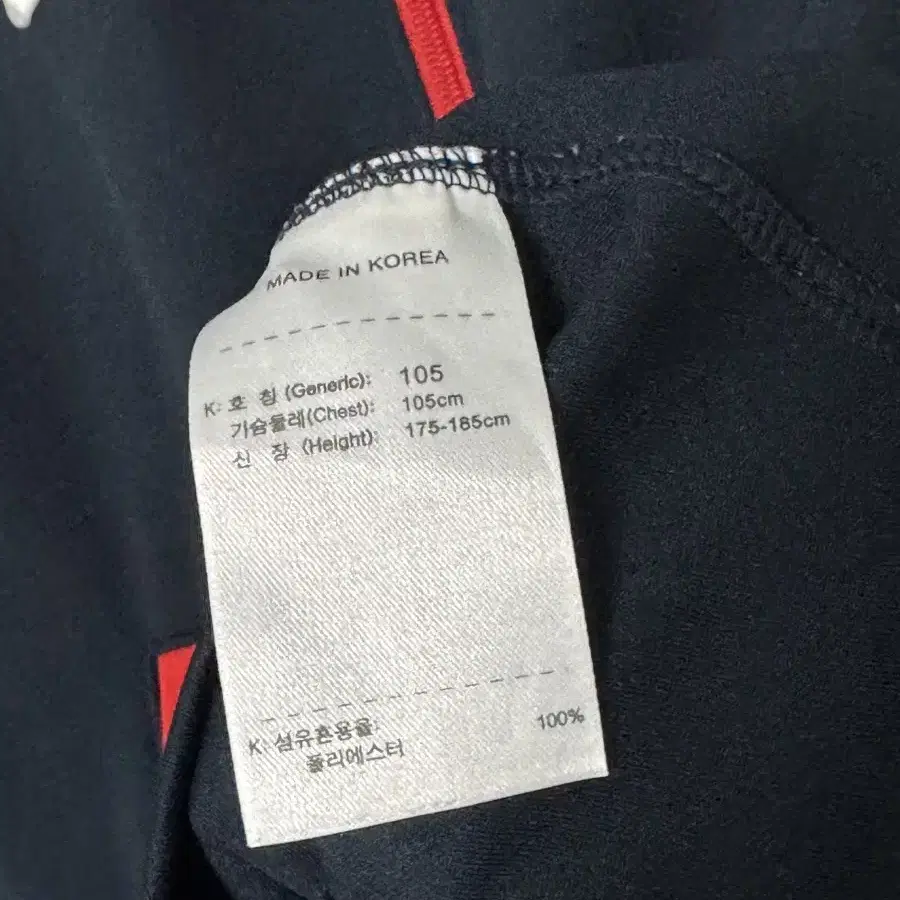 MADE IN KOREA
K: 호 칭 (Generic): 105
가슴둘레(Chest): 105cm
신 장 (Height): 175-185cm
K: 섬유혼용율:
폴리에스터 100%